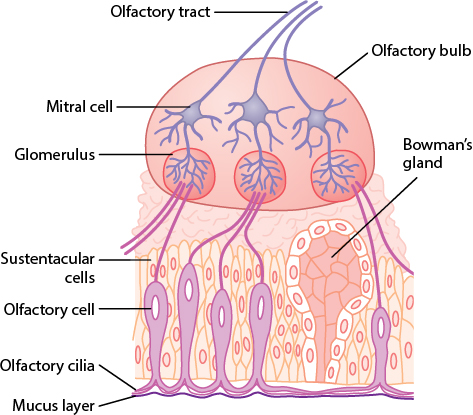 Olfactory tract
Olfactory bulb
Mitral cell
Bowman's
gland
Glomerulus
Sustentacular
cells
Olfactory cell
Olfactory cilia
Mucus layer